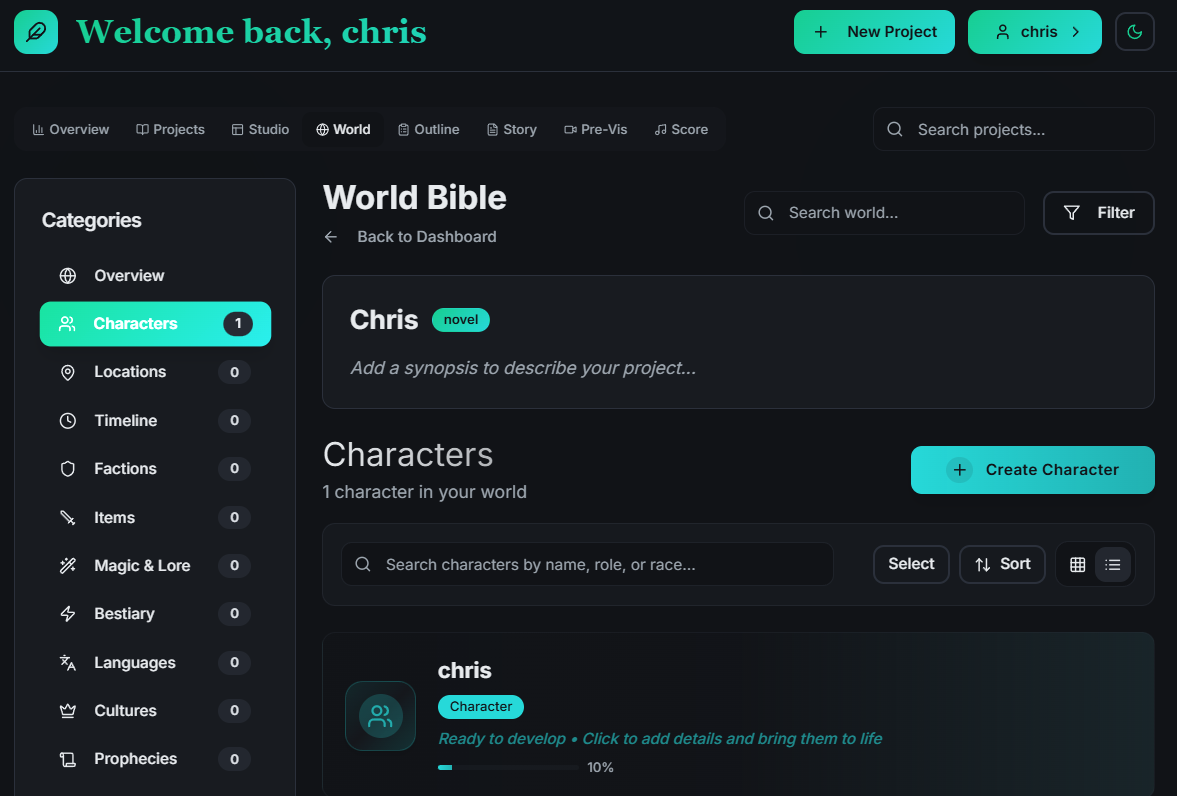 Welcome back, chris
New Project
chris
Overview
Projects
Studio
World
Outline
Story
Pre-Vis
Score
Search projects...
Categories
Overview
Characters 1
Locations 0
Timeline 0
Factions 0
Items 0
Magic & Lore 0
Bestiary 0
Languages 0
Cultures 0
Prophecies 0
World Bible
Back to Dashboard
Search world...
Filter
Chris novel
Add a synopsis to describe your project...
Characters
1 character in your world
Create Character
Search characters by name, role, or race...
Select
Sort
chris
Character
Ready to develop • Click to add details and bring them to life
10%